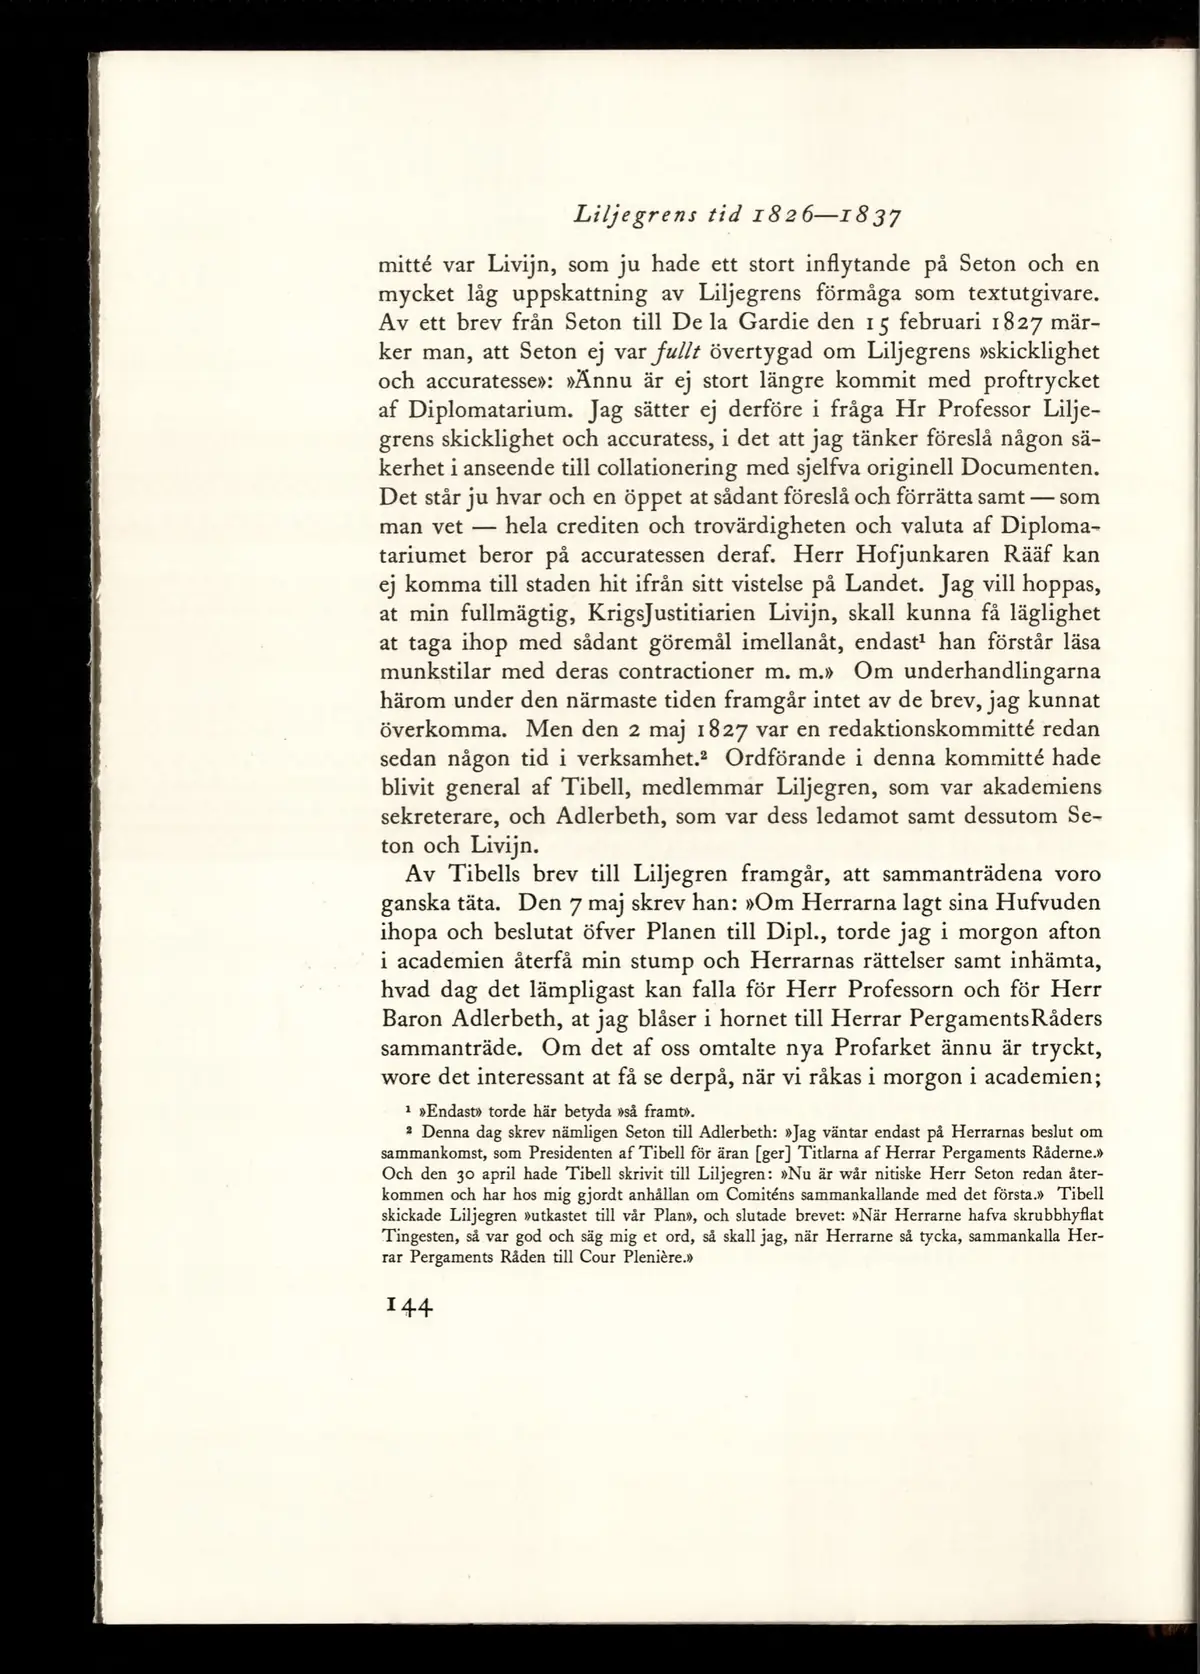 Liljegrens tid 1826—1837
mitté var Livijn, som ju hade ett stort inflytande på Seton och en
mycket låg uppskattning av Liljegrens förmåga som textutgivare.
Av ett brev från Seton till De la Gardie den 15 februari 1827 mär-
ker man, att Seton ej var fullt övertygad om Liljegrens »skicklighet
och accuratesse»: »Ännu är ej stort längre kommit med proftrycket
af Diplomatarium. Jag sätter ej derföre i fråga Hr Professor Lilje-
grens skicklighet och accuratess, i det att jag tänker föreslå någon sä-
kerhet i anseende till collationering med sjelfva originell Documenten.
Det står ju hvar och en öppet at sådant föreslå och förrätta samt — som
man vet — hela crediten och trovärdigheten och valuta af Diploma-
tariumet beror på accuratessen deraf. Herr Hofjunkaren Rääf kan
ej komma till staden hit ifrån sitt vistelse på Landet. Jag vill hoppas,
at min fullmägtig, KrigsJustitiarien Livijn, skall kunna få läglighet
at taga ihop med sådant göremål imellanåt, endast¹ han förstår läsa
munkstilar med deras contractioner m. m.» Om underhandlingarna
härom under den närmaste tiden framgår intet av de brev, jag kunnat
överkomma. Men den 2 maj 1827 var en redaktionskommitté redan
sedan någon tid i verksamhet.² Ordförande i denna kommitté hade
blivit general af Tibell, medlemmar Liljegren, som var akademiens
sekreterare, och Adlerbeth, som var dess ledamot samt dessutom Se-
ton och Livijn.
Av Tibells brev till Liljegren framgår, att sammanträdena voro
ganska täta. Den 7 maj skrev han: »Om Herrarna lagt sina Hufvuden
ihopa och beslutat öfver Planen till Dipl., torde jag i morgon afton
i academien återfå min stump och Herrarnas rättelser samt inhämta,
hvad dag det lämpligast kan falla för Herr Professorn och för Herr
Baron Adlerbeth, at jag blåser i hornet till Herrar PergamentsRåders
sammanträde. Om det af oss omtalte nya Profarket ännu är tryckt,
wore det interessant at få se derpå, när vi råkas i morgon i academien;
¹ »Endast» torde här betyda »så framt».
² Denna dag skrev nämligen Seton till Adlerbeth: »Jag väntar endast på Herrarnas beslut om
sammankomst, som Presidenten af Tibell för äran [ger] Titlarna af Herrar Pergaments Råderne.»
Och den 30 april hade Tibell skrivit till Liljegren: »Nu är wår nitiske Herr Seton redan åter-
kommen och har hos mig gjordt anhållan om Comiténs sammankallande med det första.» Tibell
skickade Liljegren »utkastet till vår Plan», och slutade brevet: »När Herrarne hafva skrubbhyflat
Tingesten, så var god och säg mig et ord, så skall jag, när Herrarne så tycka, sammankalla Her-
rar Pergaments Råden till Cour Plenière.»
144